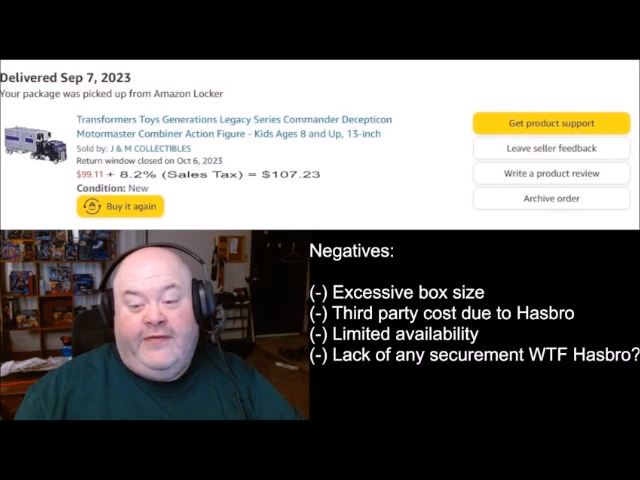 Delivered Sep 7, 2023
Your package was picked up from Amazon Locker
Transformers Toys Generations Legacy Series Commander Decepticon
Motormaster Combiner Action Figure - Kids Ages 8 and Up, 13-inch
Sold by: J & M COLLECTIBLES
Return window closed on Oct 6, 2023
$99.11 + 8.2% (Sales Tax) = $107.23
Condition: New
Buy it again
Get product support
Leave seller feedback
Write a product review
Archive order
Negatives:
(-) Excessive box size
(-) Third party cost due to Hasbro
(-) Limited availability
(-) Lack of any securement WTF Hasbro?